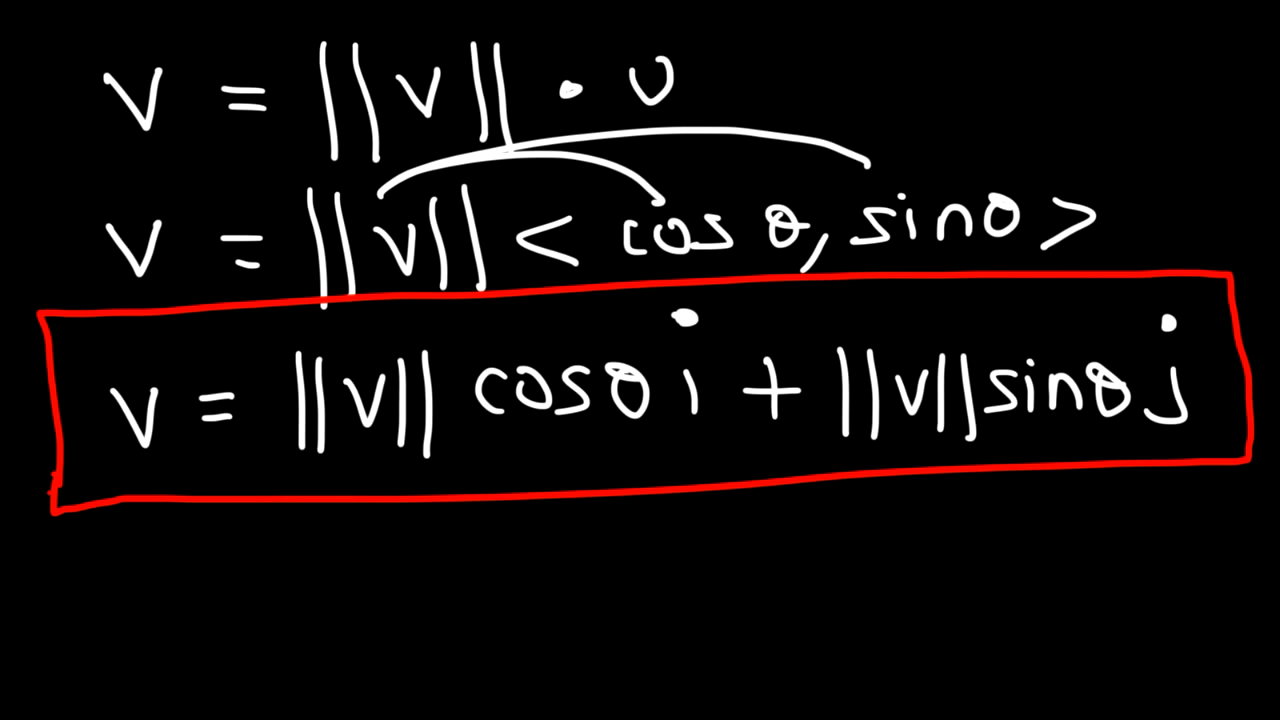 v = ||v|| · u
v = ||v|| < cos θ, sin θ >
v = ||v|| cos θ i + ||v|| sin θ j